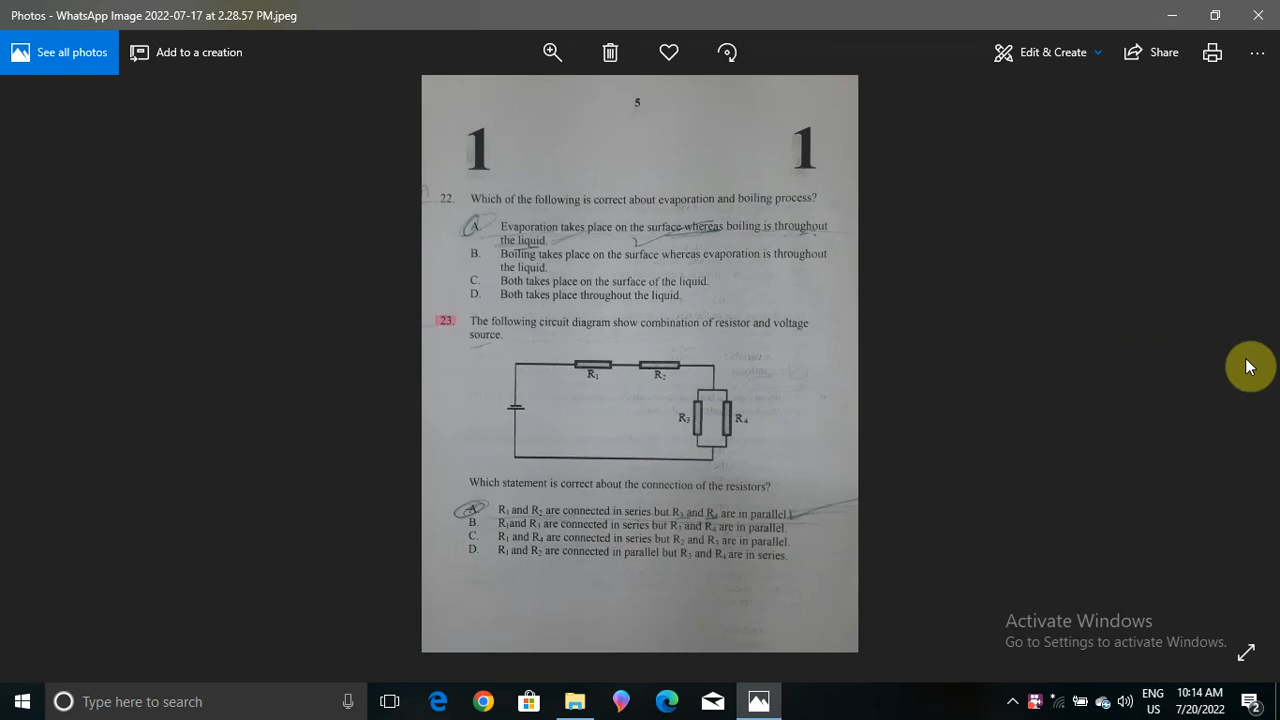 Photos - WhatsApp Image 2022-07-17 at 2.28.57 PM.jpeg
See all photos
Add to a creation
Edit & Create
Share
5
1 1
22. Which of the following is correct about evaporation and boiling process?
A. Evaporation takes place on the surface whereas boiling is throughout
the liquid.
B. Boiling takes place on the surface whereas evaporation is throughout
the liquid.
C. Both takes place on the surface of the liquid.
D. Both takes place throughout the liquid.
23. The following circuit diagram show combination of resistor and voltage
source.
R1 R2
R3 R4
Which statement is correct about the connection of the resistors?
A. R1 and R2 are connected in series but R3 and R4 are in parallel.
B. R1and R3 are connected in series but R3 and R4 are in parallel.
C. R1 and R4 are connected in series but R2 and R3 are in parallel.
D. R1 and R2 are connected in parallel but R3 and R4 are in series.
Activate Windows
Go to Settings to activate Windows.
Type here to search
ENG
US
10:14 AM
7/20/2022
2